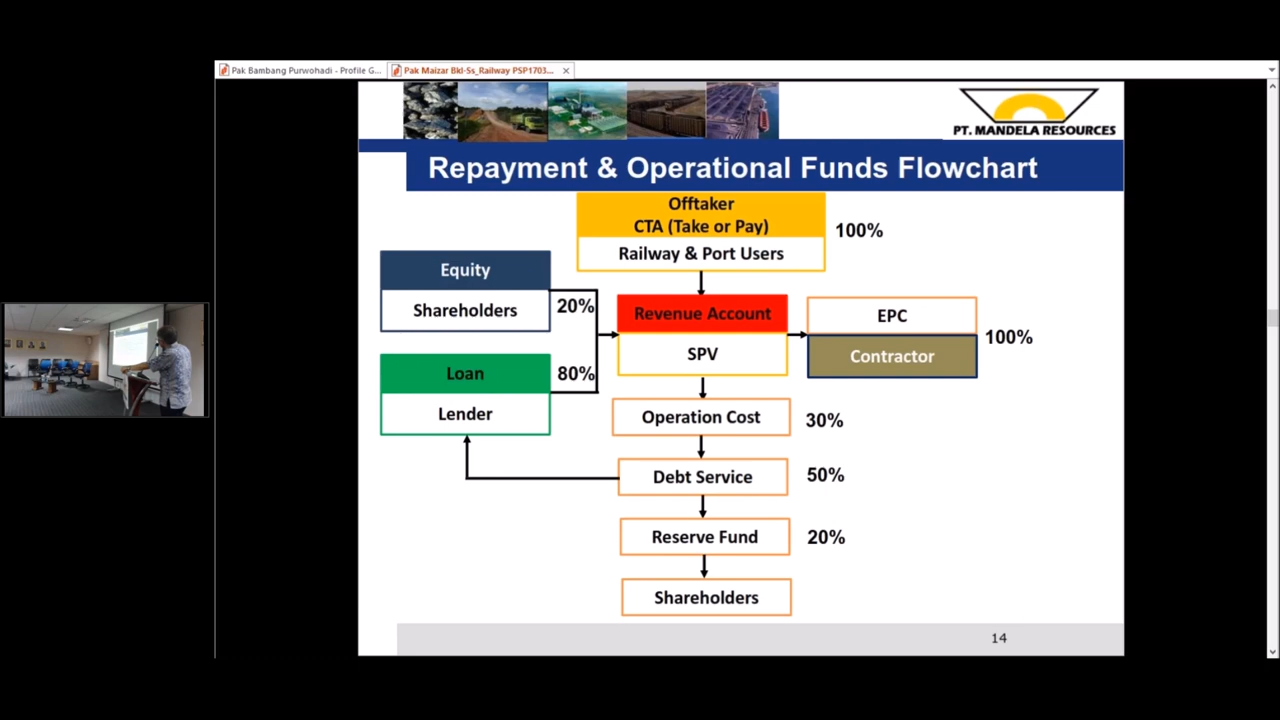 Pak Bambang Purwohadi - Profile G...
Pak Maizar Bkl-Ss_Railway PSP1703...
PT. MANDELA RESOURCES
Repayment & Operational Funds Flowchart
Offtaker
CTA (Take or Pay)
100%
Railway & Port Users
Equity
Shareholders
20%
Revenue Account
SPV
EPC
Contractor
100%
Loan
80%
Lender
Operation Cost
30%
Debt Service
50%
Reserve Fund
20%
Shareholders
14